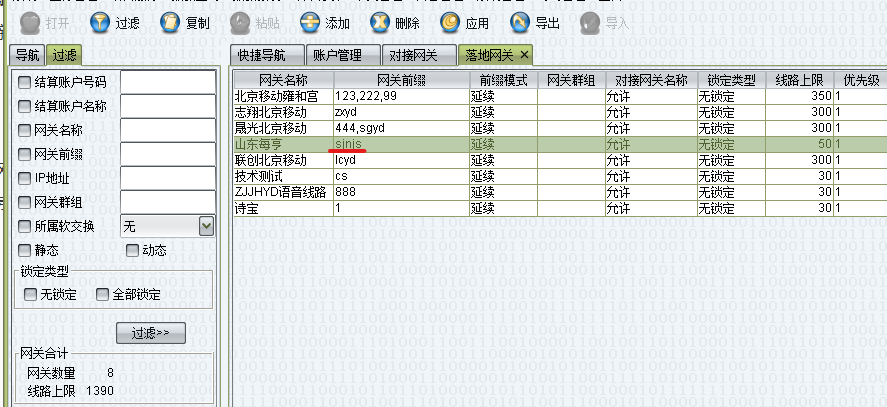 打开 过滤 复制 粘贴 添加 删除 应用 导出 导入
导航 过滤
快捷导航 账户管理 对接网关 落地网关
结算账户号码
结算账户名称
网关名称
网关前缀
IP地址
网关群组
所属软交换 无
静态 动态
锁定类型
无锁定 全部锁定
过滤>>
网关合计
网关数量 8
线路上限 1390
网关名称 网关前缀 前缀模式 网关群组 对接网关名称 锁定类型 线路上限 优先级
北京移动雍和宫 123,222,99 延续 允许 无锁定 350 1
志翔北京移动 zxyd 延续 允许 无锁定 300 1
晟光北京移动 444,sgyd 延续 允许 无锁定 300 1
山东每亨 sjnjs 延续 允许 无锁定 50 1
联创北京移动 lcyd 延续 允许 无锁定 300 1
技术测试 cs 延续 允许 无锁定 30 1
ZJJHYD语音线路 888 延续 允许 无锁定 30 1
诗宝 1 延续 允许 无锁定 30 1